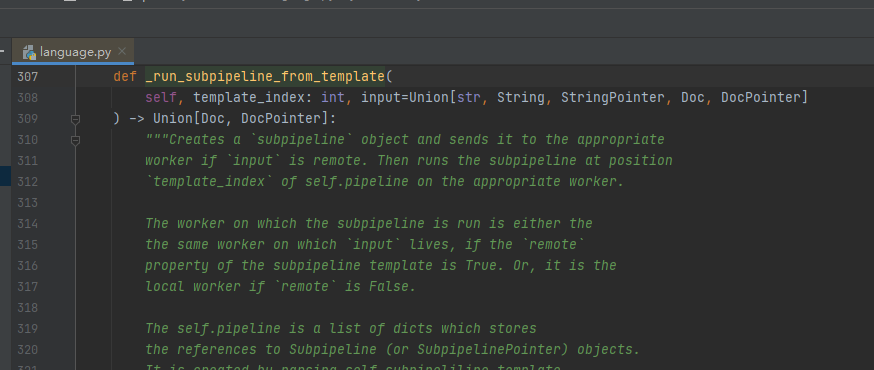 language.py
307 def _run_subpipeline_from_template(
308 self, template_index: int, input=Union[str, String, StringPointer, Doc, DocPointer]
309 ) -> Union[Doc, DocPointer]:
310 """Creates a `subpipeline` object and sends it to the appropriate
311 worker if `input` is remote. Then runs the subpipeline at position
312 `template_index` of self.pipeline on the appropriate worker.
313
314 The worker on which the subpipeline is run is either the
315 the same worker on which `input` lives, if the `remote`
316 property of the subpipeline template is True. Or, it is the
317 local worker if `remote` is False.
318
319 The self.pipeline is a list of dicts which stores
320 the references to Subpipeline (or SubpipelinePointer) objects.
321 It is created by parsing